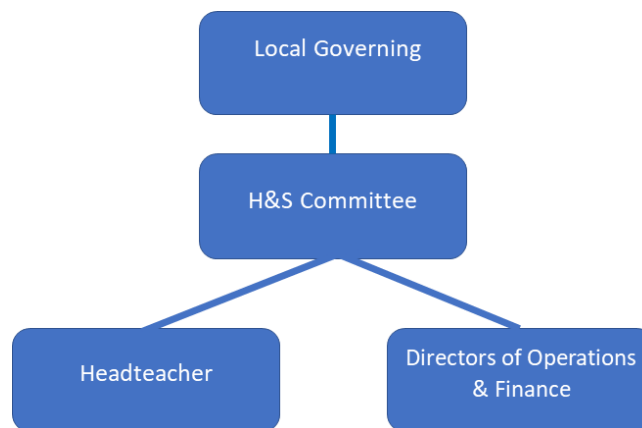 Local Governing
H&S Committee
Headteacher
Directors of Operations
& Finance